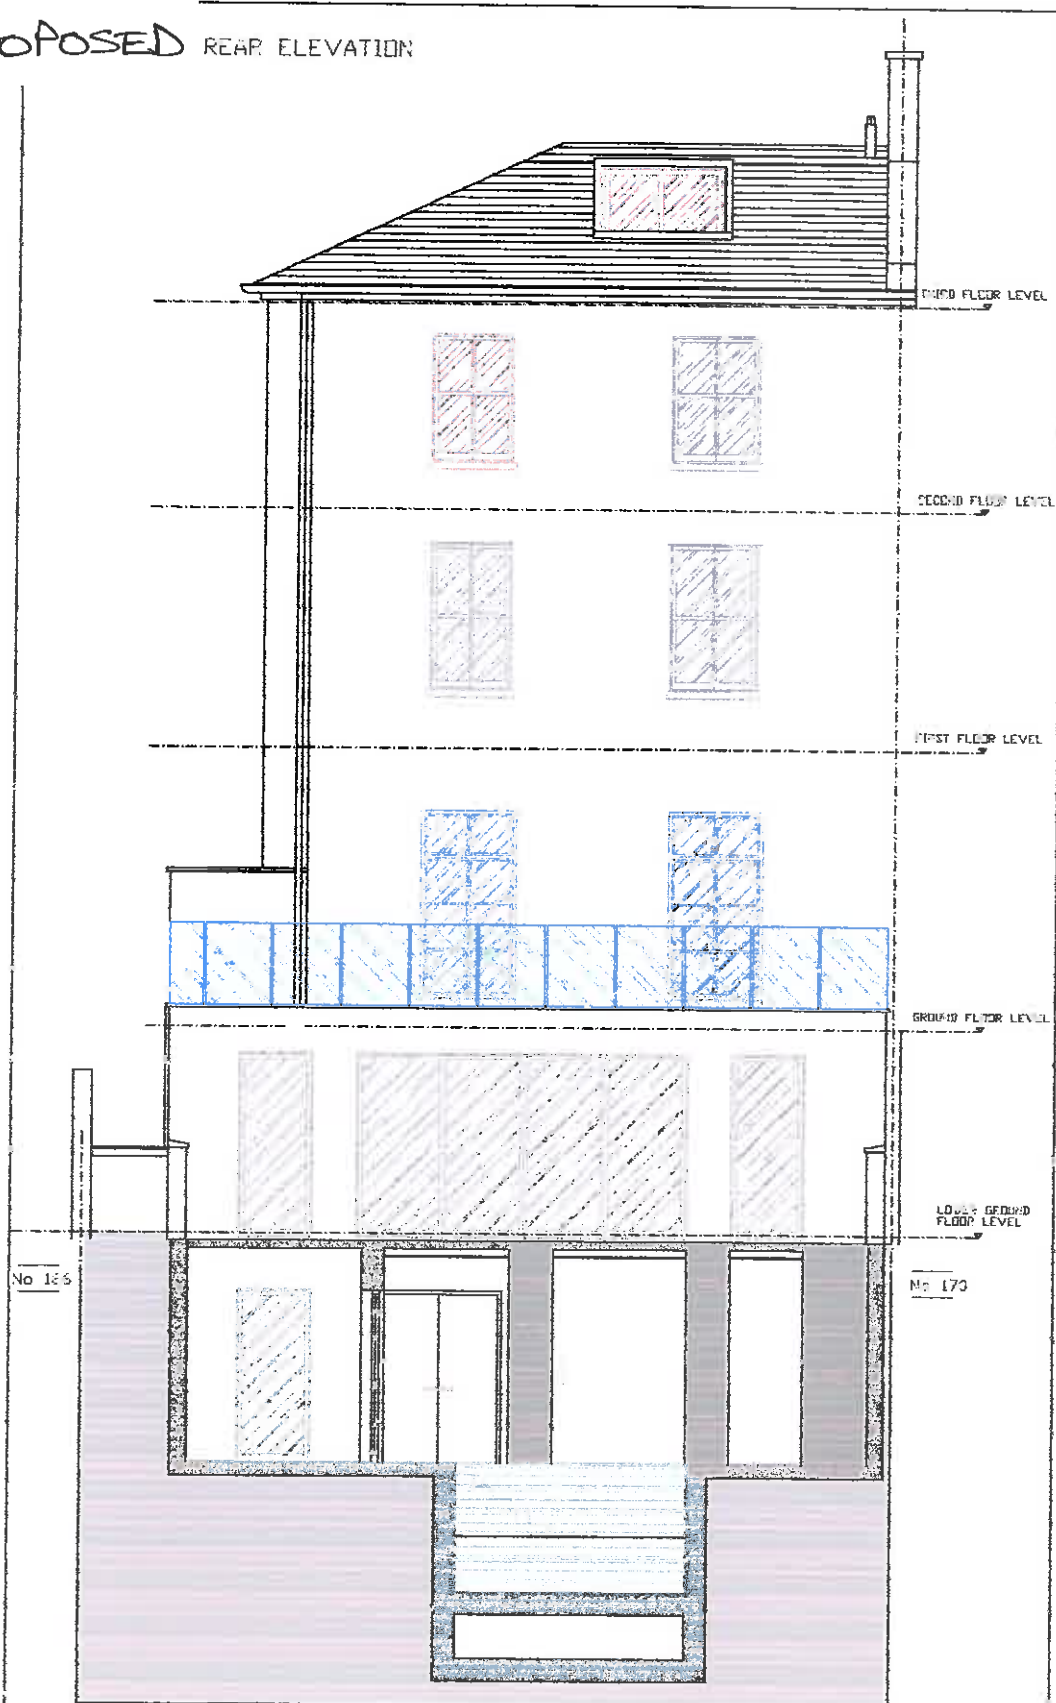 OPOSED REAR ELEVATION
THIRD FLOOR LEVEL
SECOND FLOOR LEVEL
FIRST FLOOR LEVEL
GROUND FLOOR LEVEL
LOWER GROUND
FLOOR LEVEL
No
No 170